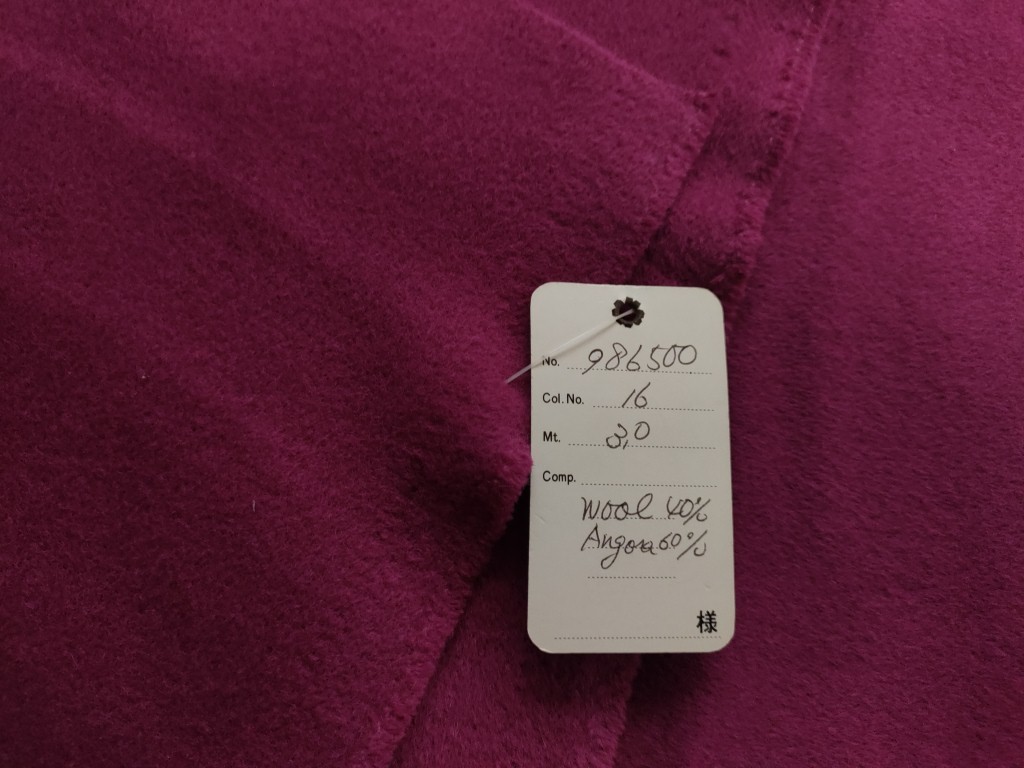 No. 986500
Col. No. 16
Mt. 3,0
Comp.
Wool 40%
Angora 60%
様